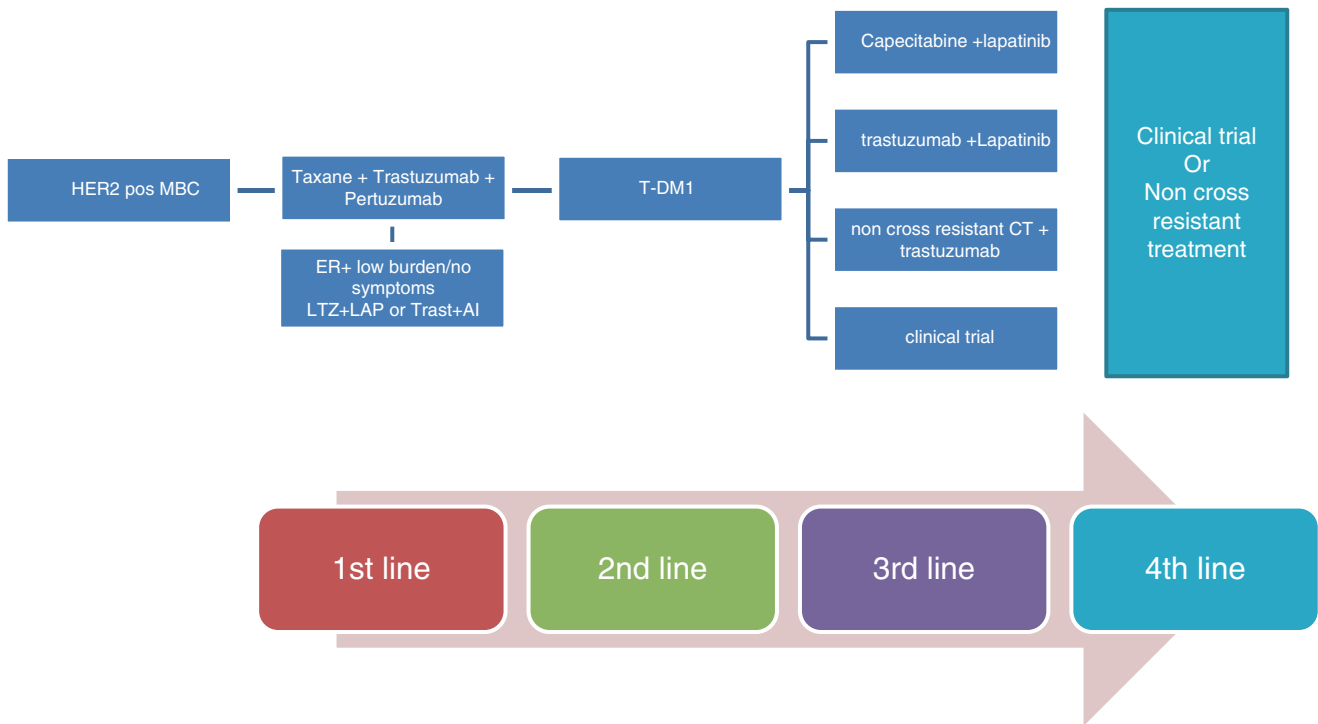 HER2 pos MBC
Taxane + Trastuzumab +
Pertuzumab
ER+ low burden/no
symptoms
LTZ+LAP or Trast+AI
T-DM1
Capecitabine +lapatinib
trastuzumab +Lapatinib
non cross resistant CT +
trastuzumab
clinical trial
Clinical trial
Or
Non cross
resistant
treatment
1st line
2nd line
3rd line
4th line